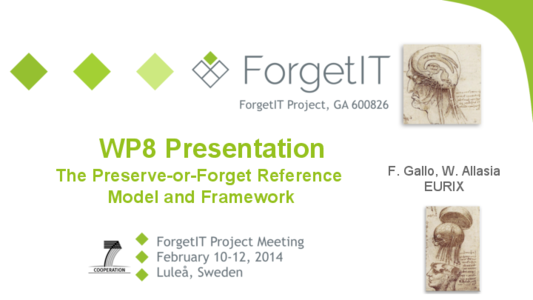 ForgetIT
ForgetIT Project, GA 600826
WP8 Presentation
The Preserve-or-Forget Reference
Model and Framework
F. Gallo, W. Allasia
EURIX
7
COOPERATION
ForgetIT Project Meeting
February 10-12, 2014
Luleå, Sweden